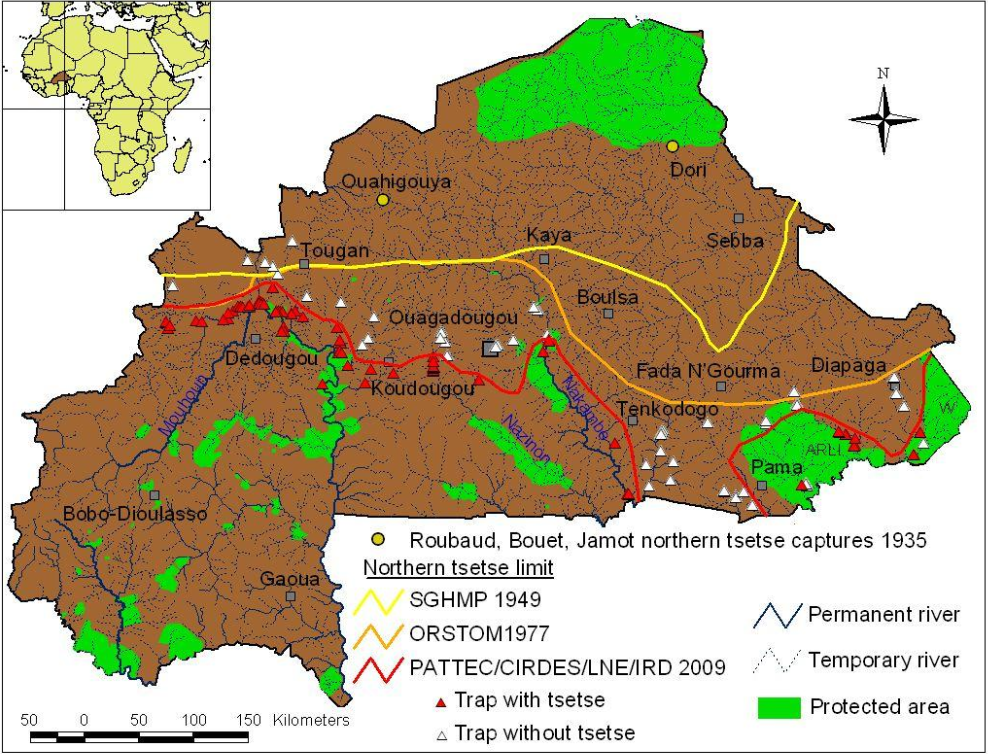 N
Dori
Ouahigouya
Sebba
Kaya
Tougan
Boulsa
Ouagadougou
Dedougou
Fada N'Gourma
Diapaga
Koudougou
Mouhoun
Nakambe
Tenkodogo
W
Nazinon
ARLI
Pama
Bobo-Dioulasso
Gaoua
Roubaud, Bouet, Jamot northern tsetse captures 1935
Northern tsetse limit
SGHMP 1949
ORSTOM1977
PATTEC/CIRDES/LNE/IRD 2009
Trap with tsetse
Trap without tsetse
Permanent river
Temporary river
Protected area
50 0 50 100 150 Kilometers